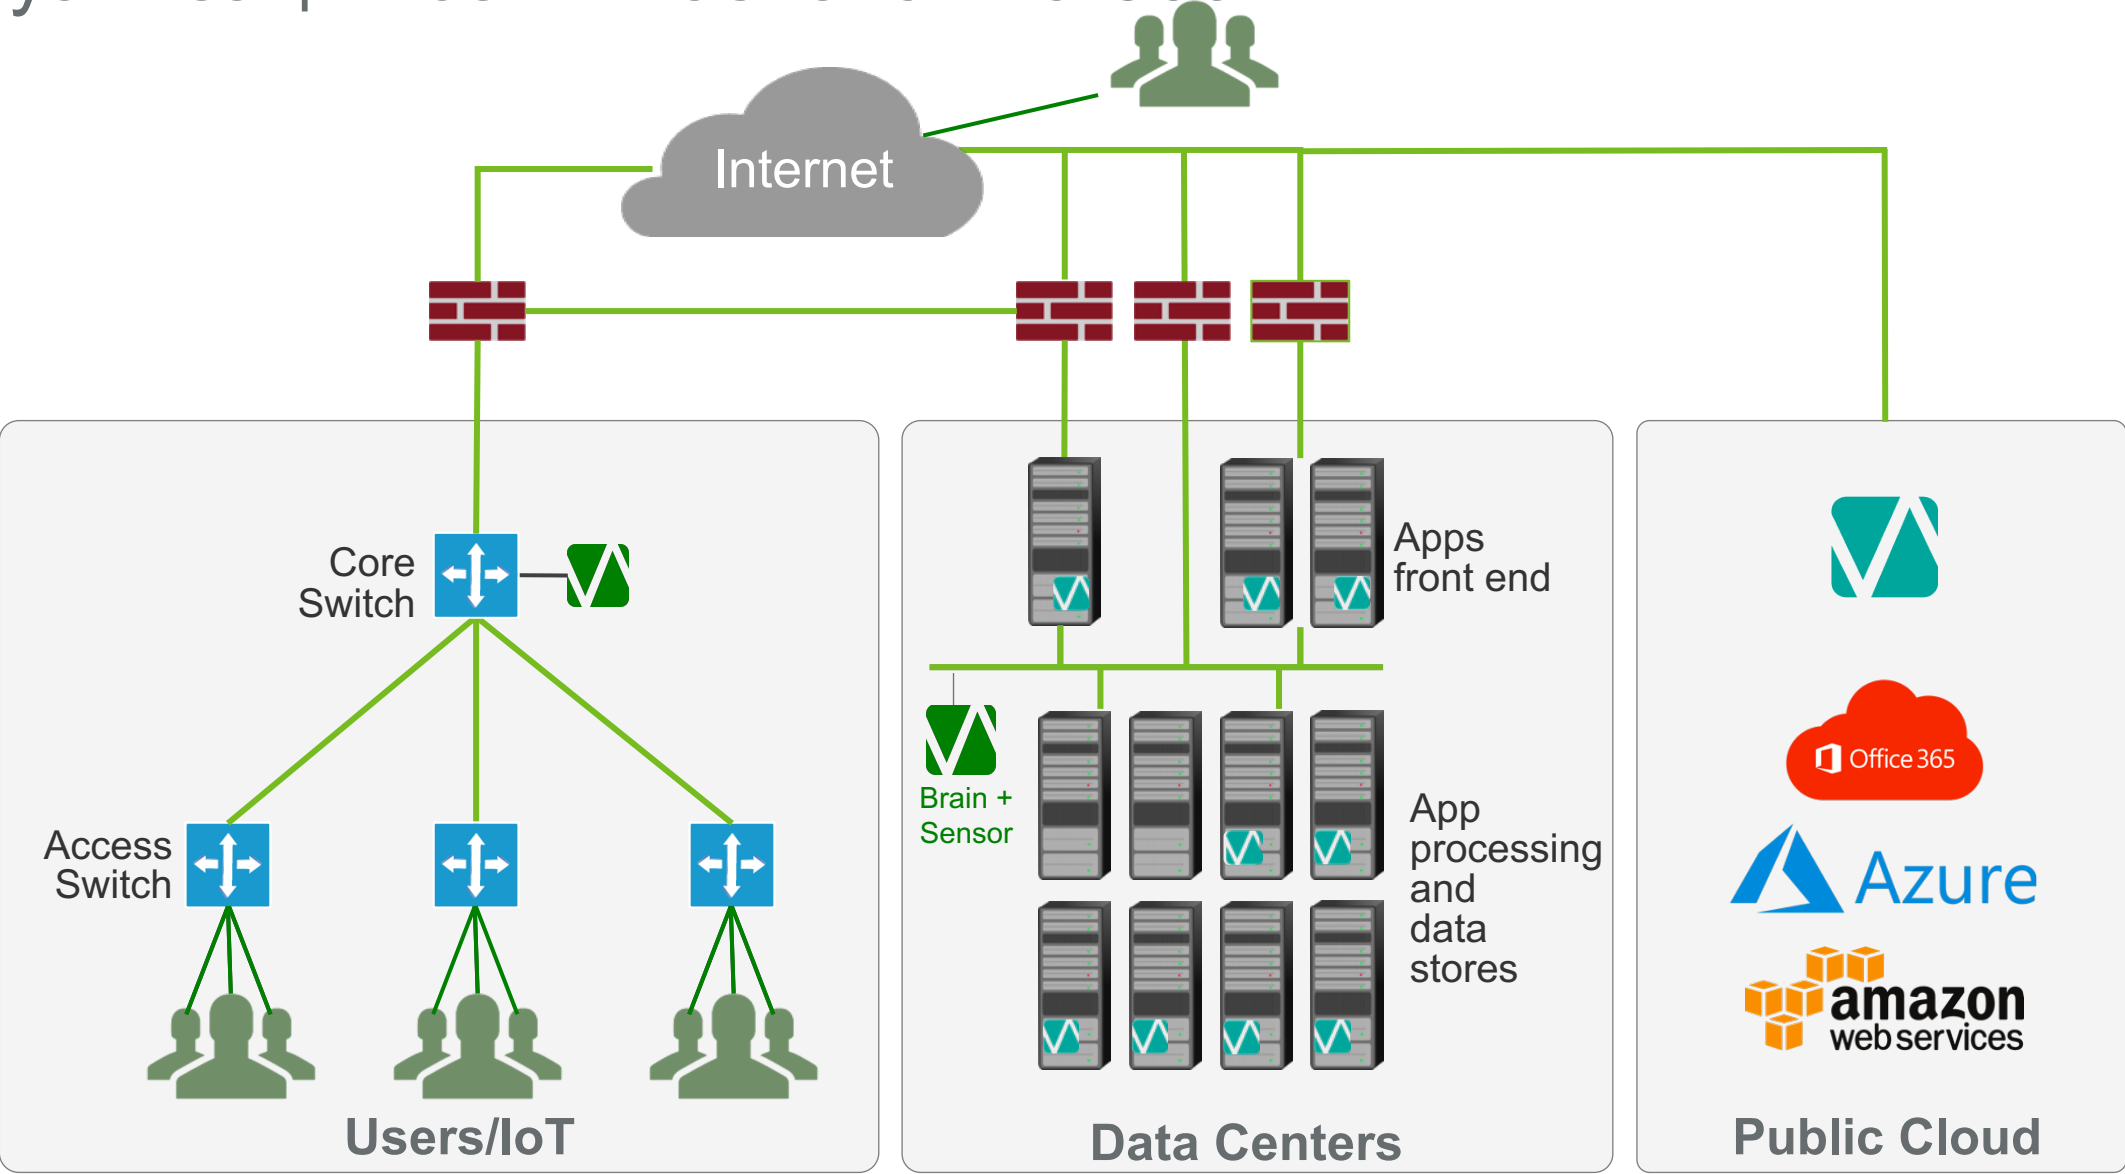 Internet
Core
Switch
Access
Switch
Users/IoT
Apps
front end
Brain +
Sensor
App
processing
and
data
stores
Data Centers
Office 365
Azure
amazon
web services
Public Cloud